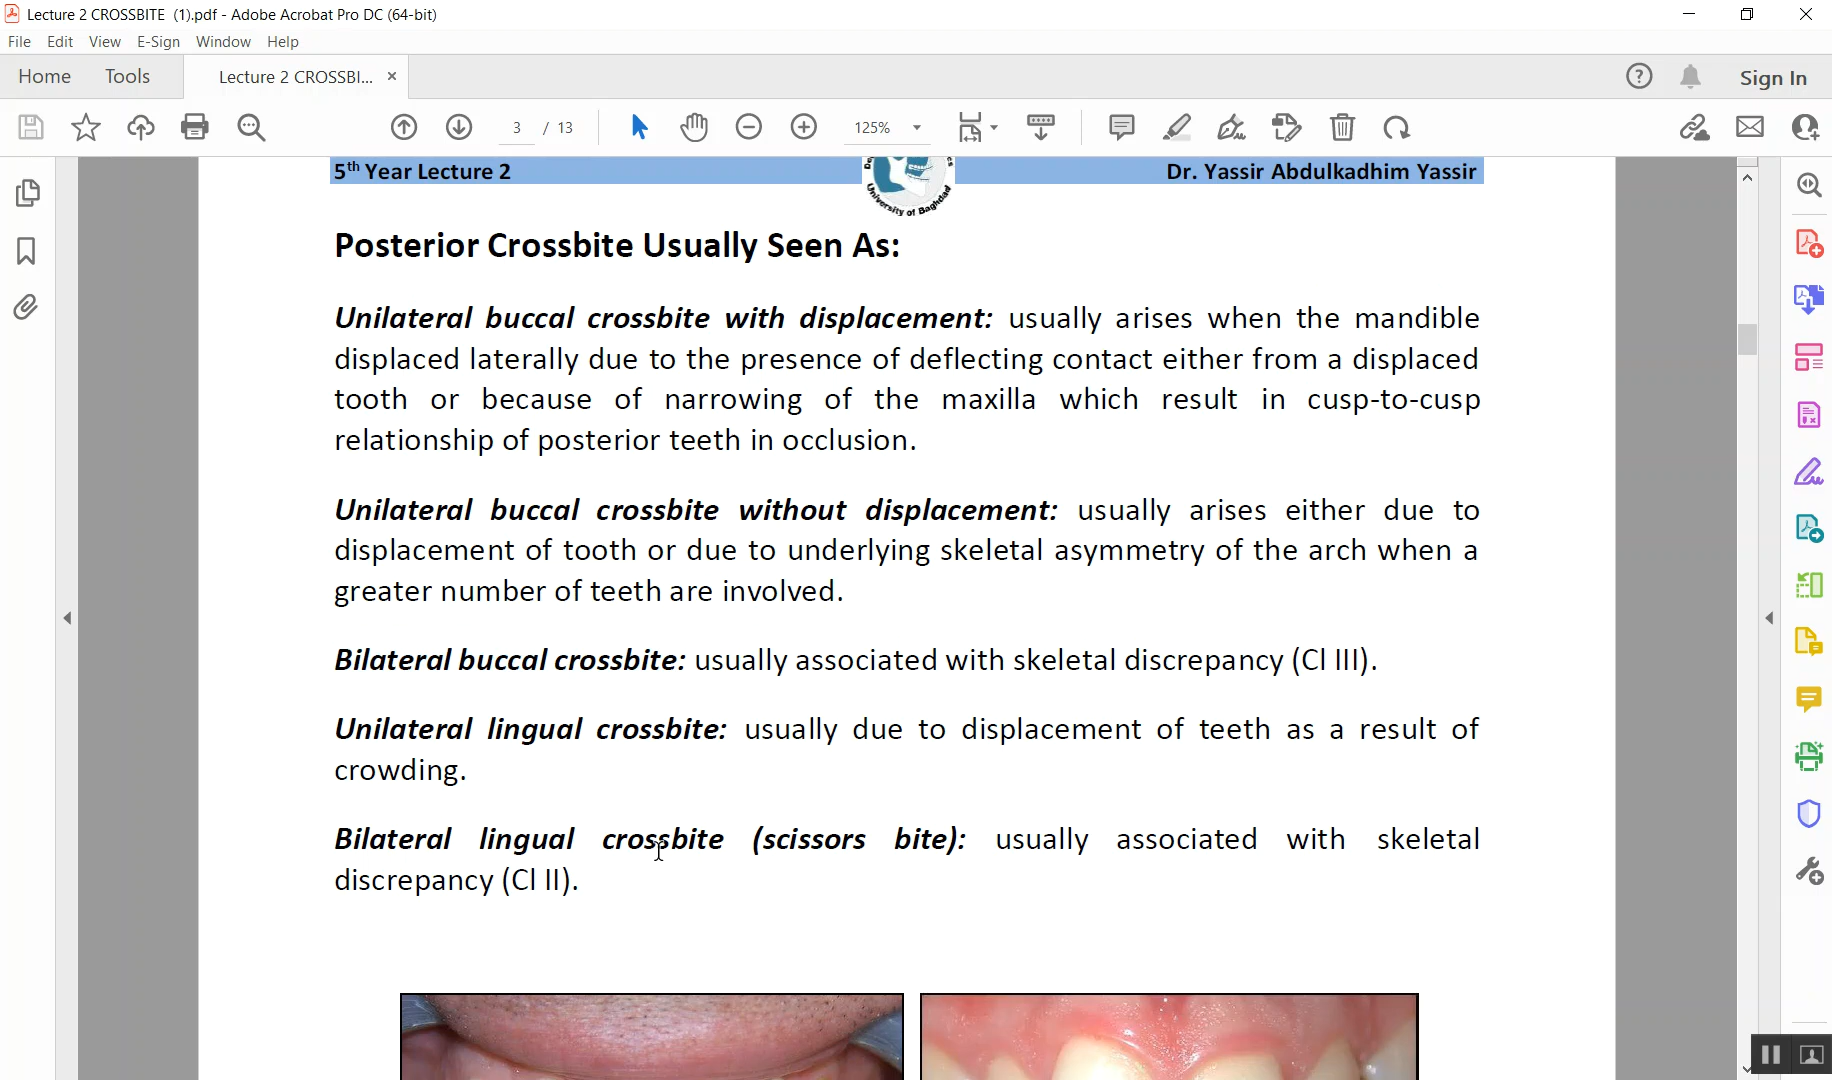 Lecture 2 CROSSBITE (1).pdf - Adobe Acrobat Pro DC (64-bit)
File Edit View E-Sign Window Help
Home Tools Lecture 2 CROSSBI... × Sign In
3 / 13 125%
5th Year Lecture 2 Dr. Yassir Abdulkadhim Yassir
University of Baghdad
Posterior Crossbite Usually Seen As:
Unilateral buccal crossbite with displacement: usually arises when the mandible
displaced laterally due to the presence of deflecting contact either from a displaced
tooth or because of narrowing of the maxilla which result in cusp-to-cusp
relationship of posterior teeth in occlusion.
Unilateral buccal crossbite without displacement: usually arises either due to
displacement of tooth or due to underlying skeletal asymmetry of the arch when a
greater number of teeth are involved.
Bilateral buccal crossbite: usually associated with skeletal discrepancy (Cl III).
Unilateral lingual crossbite: usually due to displacement of teeth as a result of
crowding.
Bilateral lingual crossbite (scissors bite): usually associated with skeletal
discrepancy (Cl II).